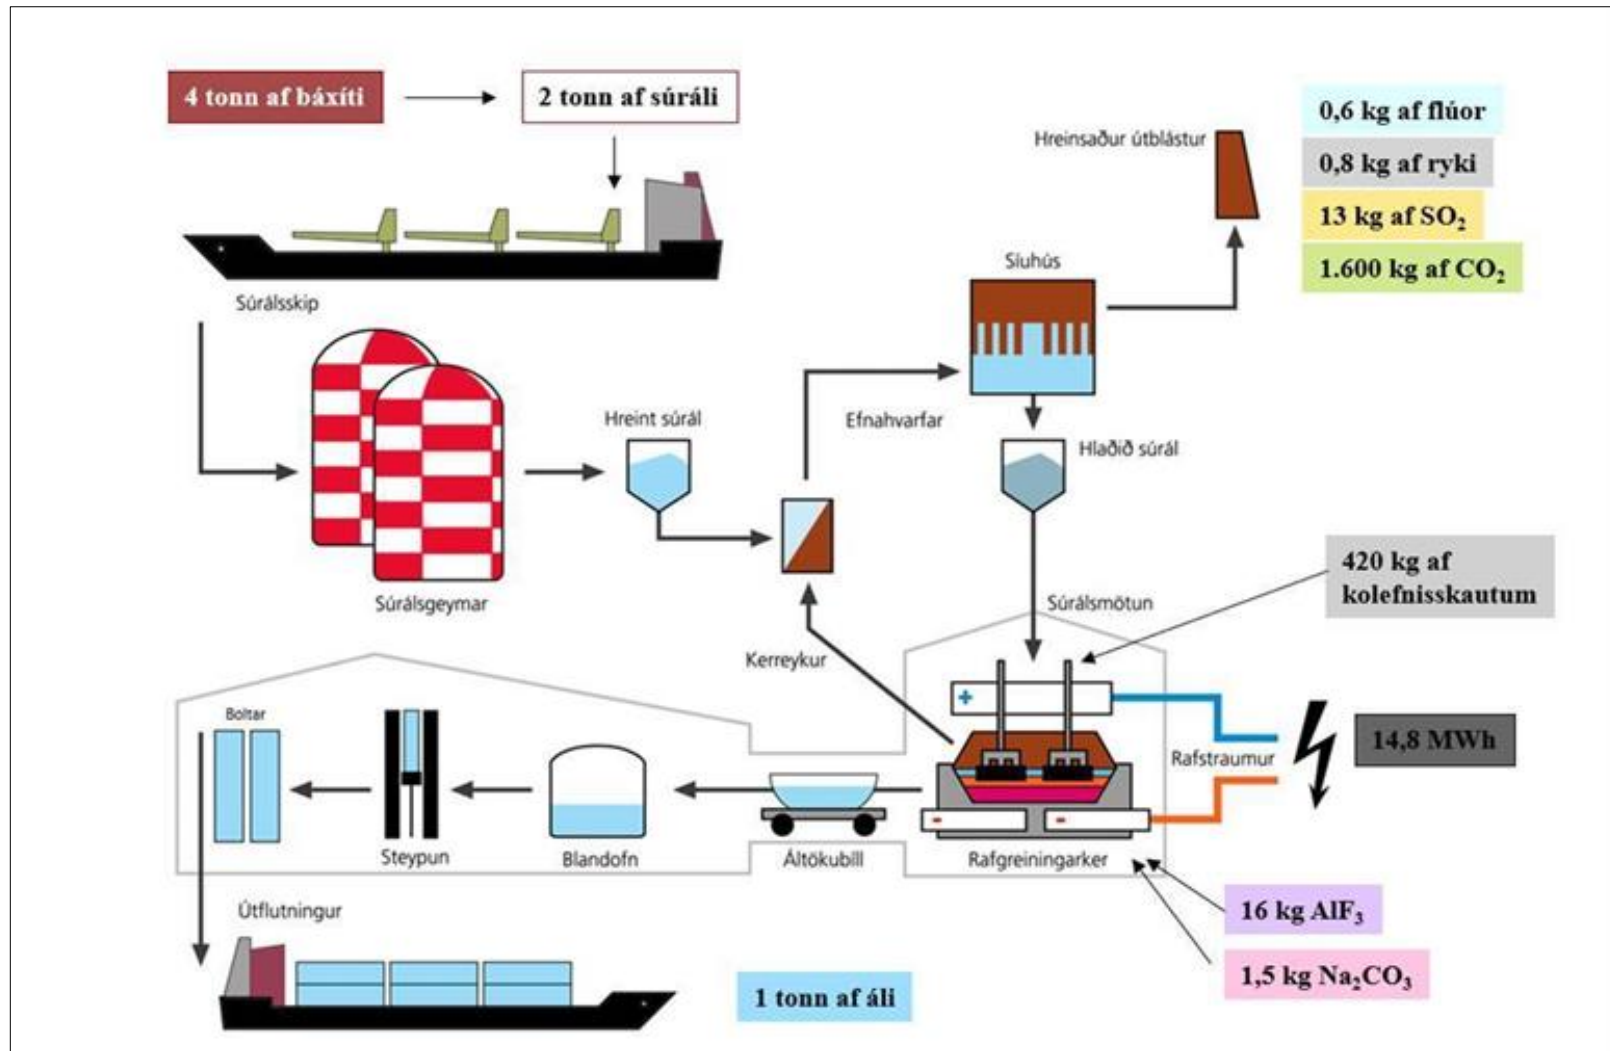 4 tonn af báxíti
2 tonn af súráli
Súrálsskip
Súrálsgeymar
Hreint súrál
Kerreykur
Efnahvarfar
Síuhús
Hreinsaður útblástur
0,6 kg af flúor
0,8 kg af ryki
13 kg af SO₂
1.600 kg af CO₂
Hlaðið súrál
Súrálsmötun
420 kg af
kolefnisskautum
+
Rafstraumur
14,8 MWh
-
-
Rafgreiningarker
16 kg AlF₃
1,5 kg Na₂CO₃
Áltökubíll
Blandofn
Steypun
Boltar
Útflutningur
1 tonn af áli